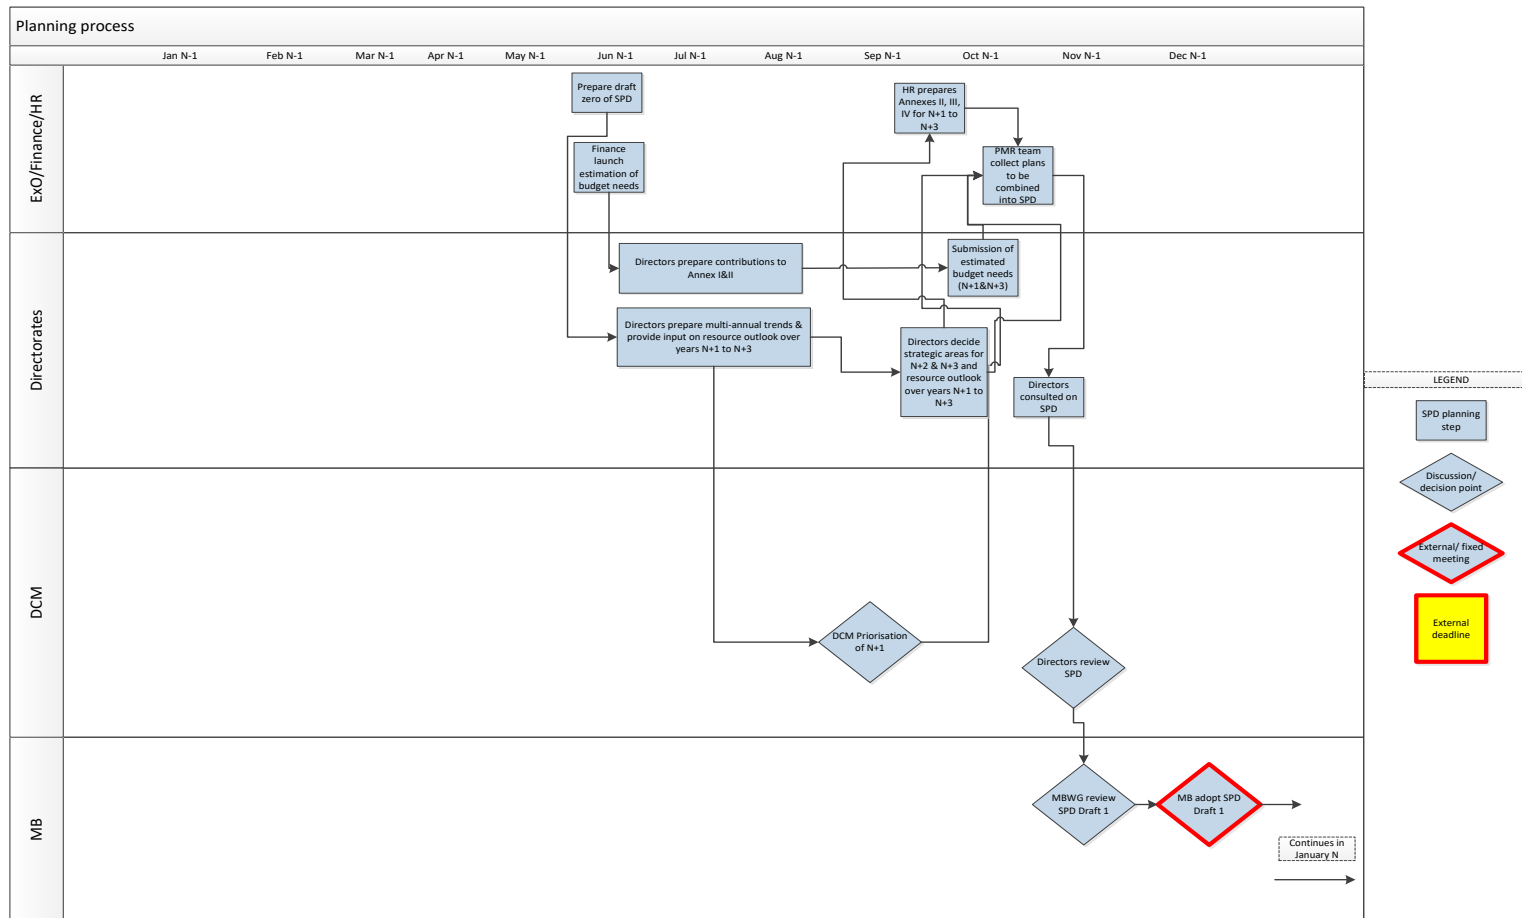 Planning process
Jan N-1
Feb N-1
Mar N-1
Apr N-1
May N-1
Jun N-1
Jul N-1
Aug N-1
Sep N-1
Oct N-1
Nov N-1
Dec N-1
ExO/Finance/HR
Prepare draft
zero of SPD
Finance
launch
estimation of
budget needs
HR prepares
Annexes II, III,
IV for N+1 to
N+3
PMR team
collect plans
to be
combined
into SPD
Directorates
Directors prepare contributions to
Annex I&II
Submission of
estimated
budget needs
(N+1&N+3)
Directors prepare multi-annual trends &
provide input on resource outlook over
years N+1 to N+3
Directors decide
strategic areas for
N+2 & N+3 and
resource outlook
over years N+1 to
N+3
Directors
consulted on
SPD
DCM
DCM Priorisation
of N+1
Directors review
SPD
MB
MBWG review
SPD Draft 1
MB adopt SPD
Draft 1
Continues in
January N
LEGEND
SPD planning
step
Discussion/
decision point
External/ fixed
meeting
External
deadline